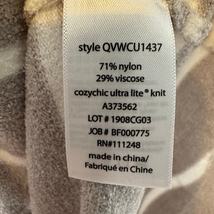 style QVWCU1437
71% nylon
29% viscose
cozychic ultra lite® knit
A373562
LOT # 1908CG03
JOB # BF000775
RN#111248
made in china/
Fabriqué en Chine